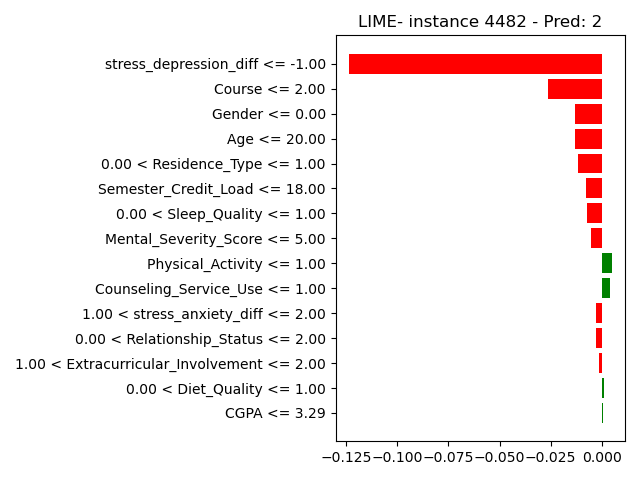 LIME- instance 4482 - Pred: 2
stress_depression_diff <= -1.00
Course <= 2.00
Gender <= 0.00
Age <= 20.00
0.00 < Residence_Type <= 1.00
Semester_Credit_Load <= 18.00
0.00 < Sleep_Quality <= 1.00
Mental_Severity_Score <= 5.00
Physical_Activity <= 1.00
Counseling_Service_Use <= 1.00
1.00 < stress_anxiety_diff <= 2.00
0.00 < Relationship_Status <= 2.00
1.00 < Extracurricular_Involvement <= 2.00
0.00 < Diet_Quality <= 1.00
CGPA <= 3.29
−0.125 −0.100 −0.075 −0.050 −0.025 0.000